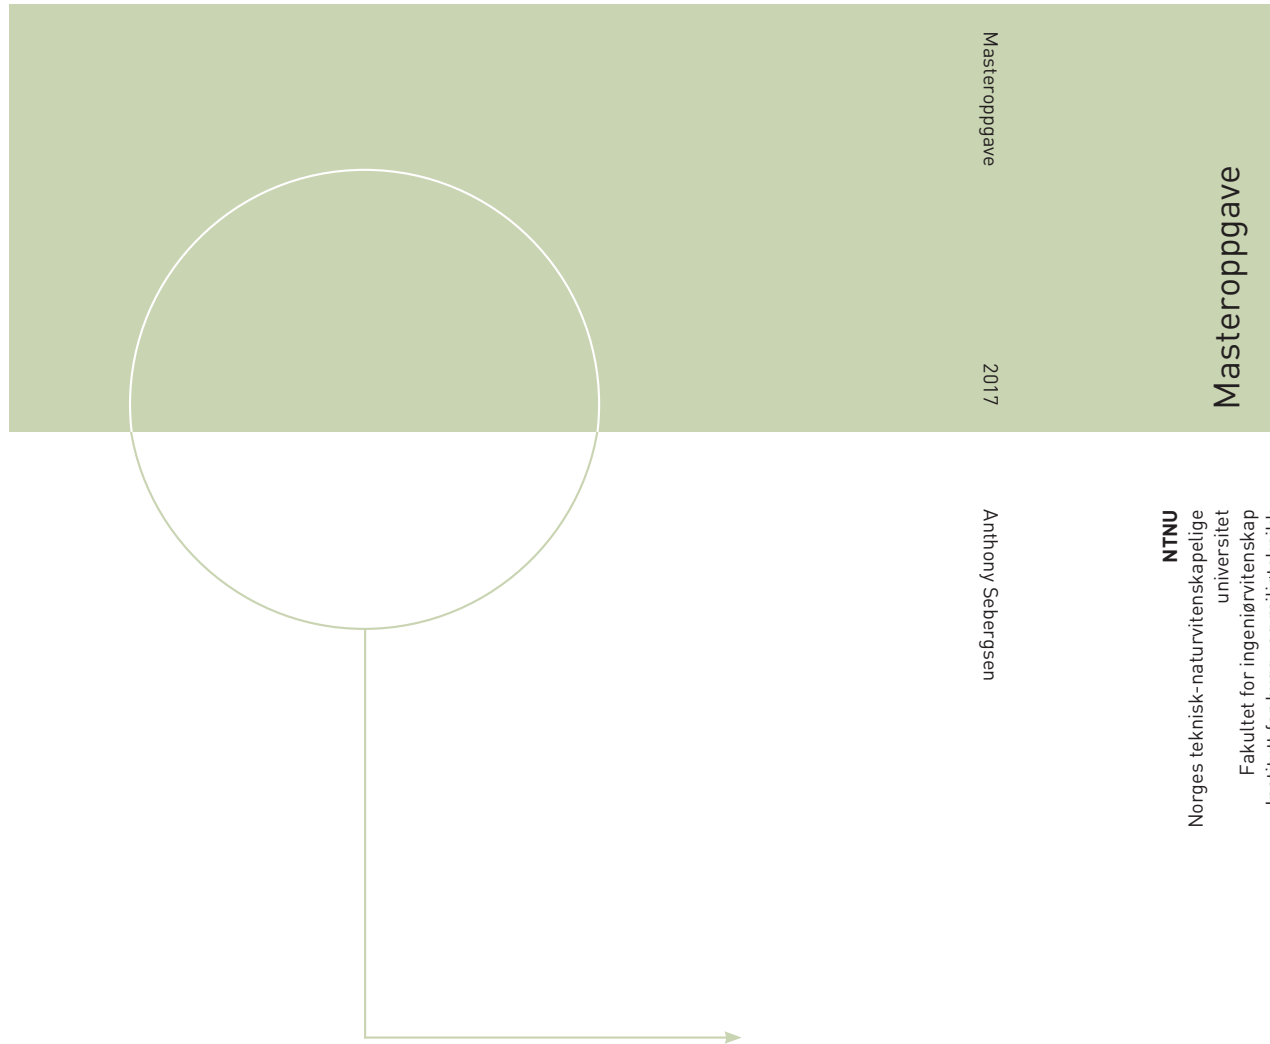 Masteroppgave
2017
Anthony Sebergsen
Masteroppgave
NTNU
Norges teknisk-naturvitenskapelige
universitet
Fakultet for ingeniørvitenskap